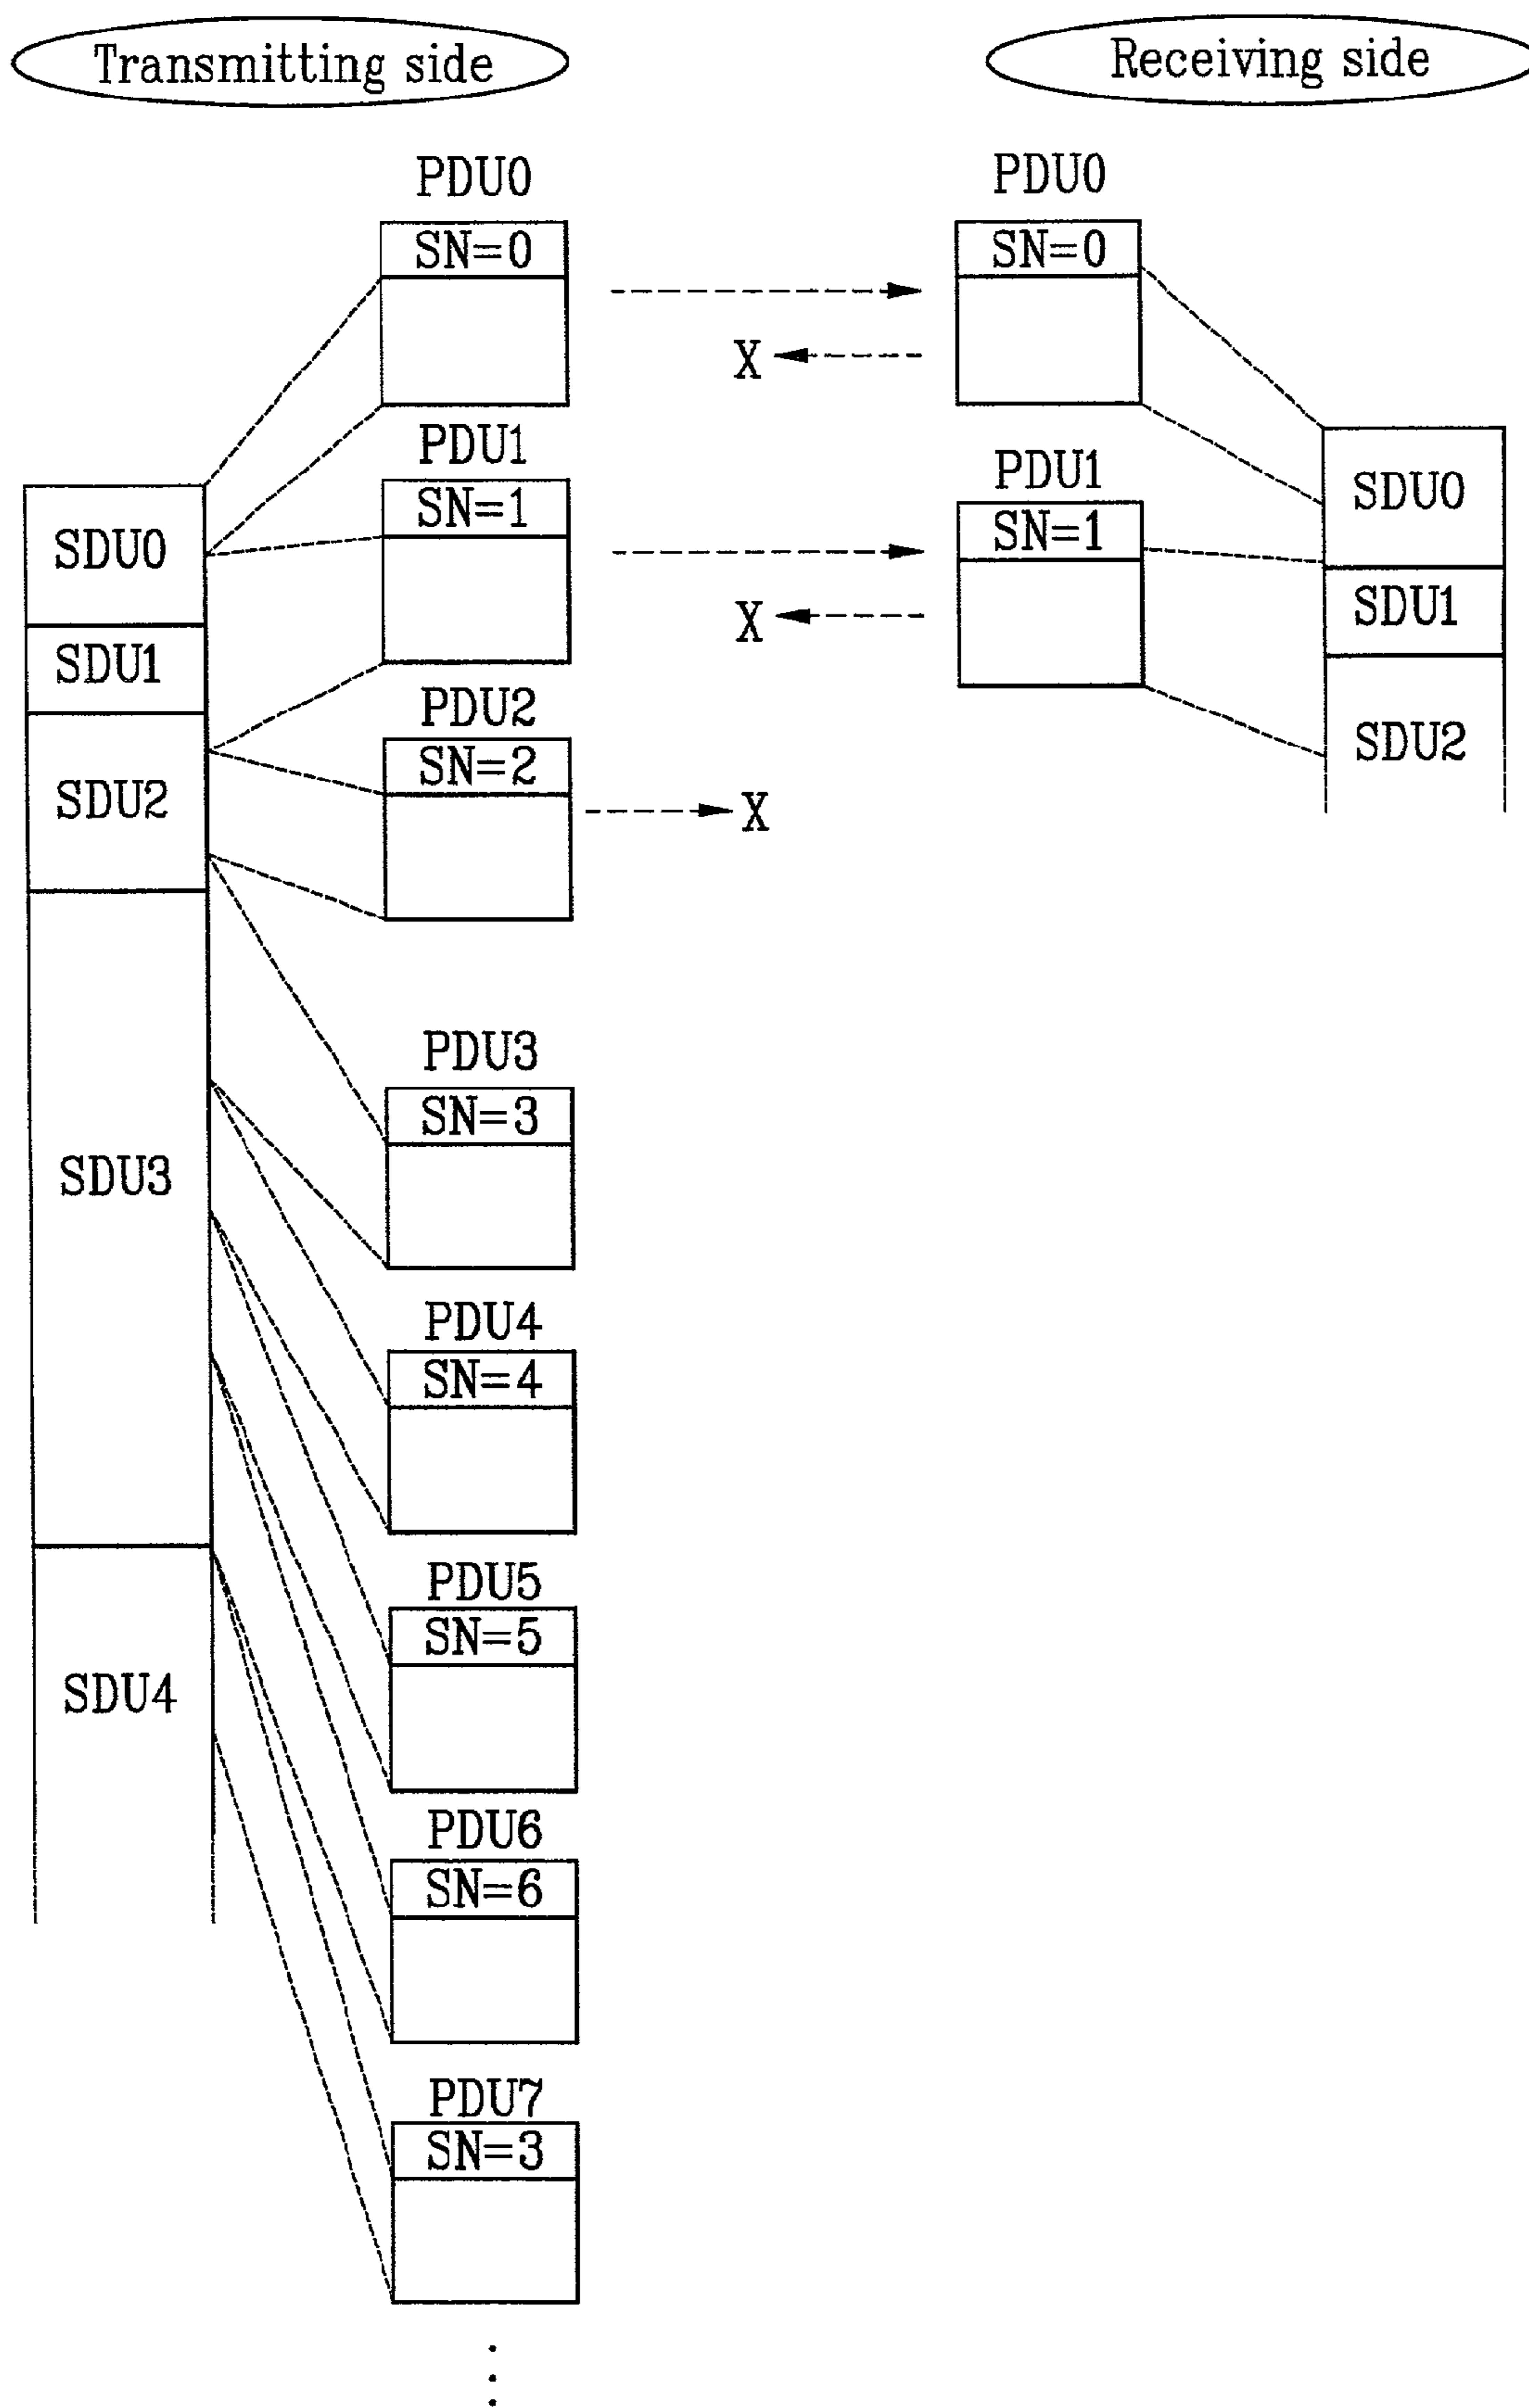 Transmitting side
Receiving side
PDU0
SN=0
PDU0
SN=0
X
PDU1
SN=1
PDU1
SN=1
X
SDU0
SDU1
SDU2
SDU0
SDU1
SDU2
PDU2
SN=2
X
PDU3
SN=3
SDU3
PDU4
SN=4
PDU5
SN=5
SDU4
PDU6
SN=6
PDU7
SN=3